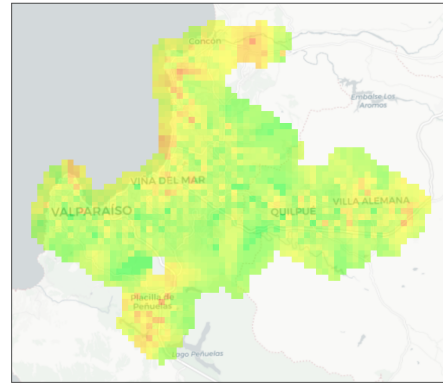 Concón
Embalse Los
Aromos
VIÑA DEL MAR
VILLA ALEMANA
VALPARAÍSO
QUILPUÉ
Placilla de
Peñuelas
Lago Peñuelas